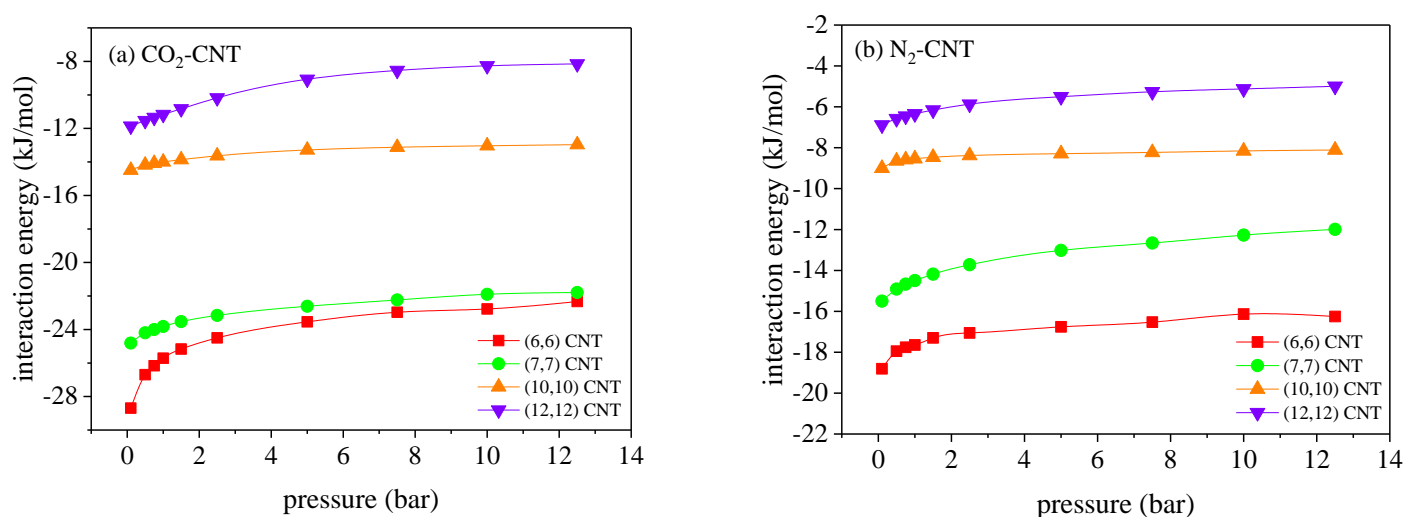 (a) CO₂-CNT
interaction energy (kJ/mol)
-8
-12
-16
-20
-24
-28
0 2 4 6 8 10 12 14
pressure (bar)
(6,6) CNT
(7,7) CNT
(10,10) CNT
(12,12) CNT
(b) N₂-CNT
interaction energy (kJ/mol)
-2
-4
-6
-8
-10
-12
-14
-16
-18
-20
-22
0 2 4 6 8 10 12 14
pressure (bar)
(6,6) CNT
(7,7) CNT
(10,10) CNT
(12,12) CNT